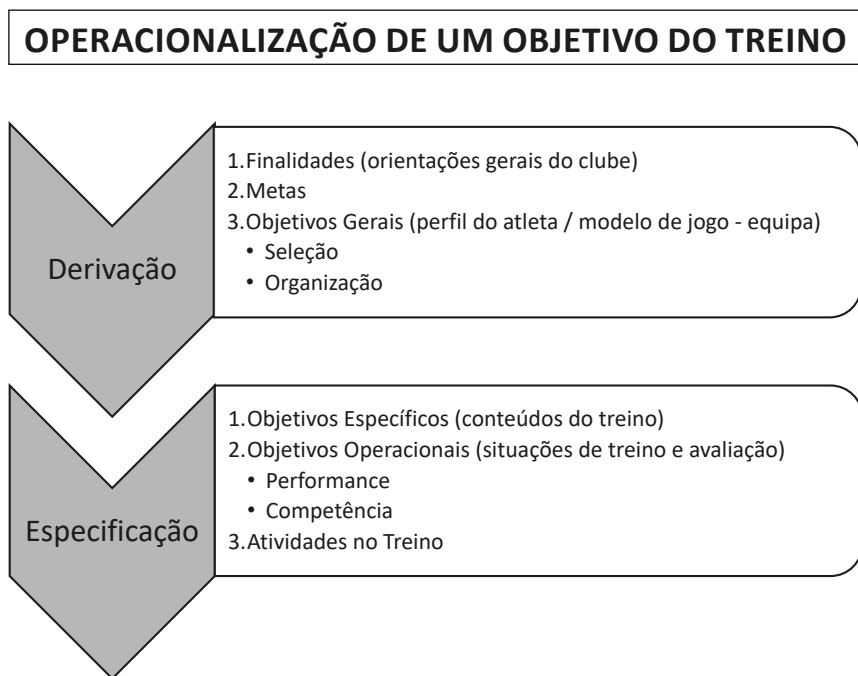 OPERACIONALIZAÇÃO DE UM OBJETIVO DO TREINO
Derivação
1.Finalidades (orientações gerais do clube)
2.Metas
3.Objetivos Gerais (perfil do atleta / modelo de jogo - equipa)
• Seleção
• Organização
Especificação
1.Objetivos Específicos (conteúdos do treino)
2.Objetivos Operacionais (situações de treino e avaliação)
• Performance
• Competência
3.Atividades no Treino